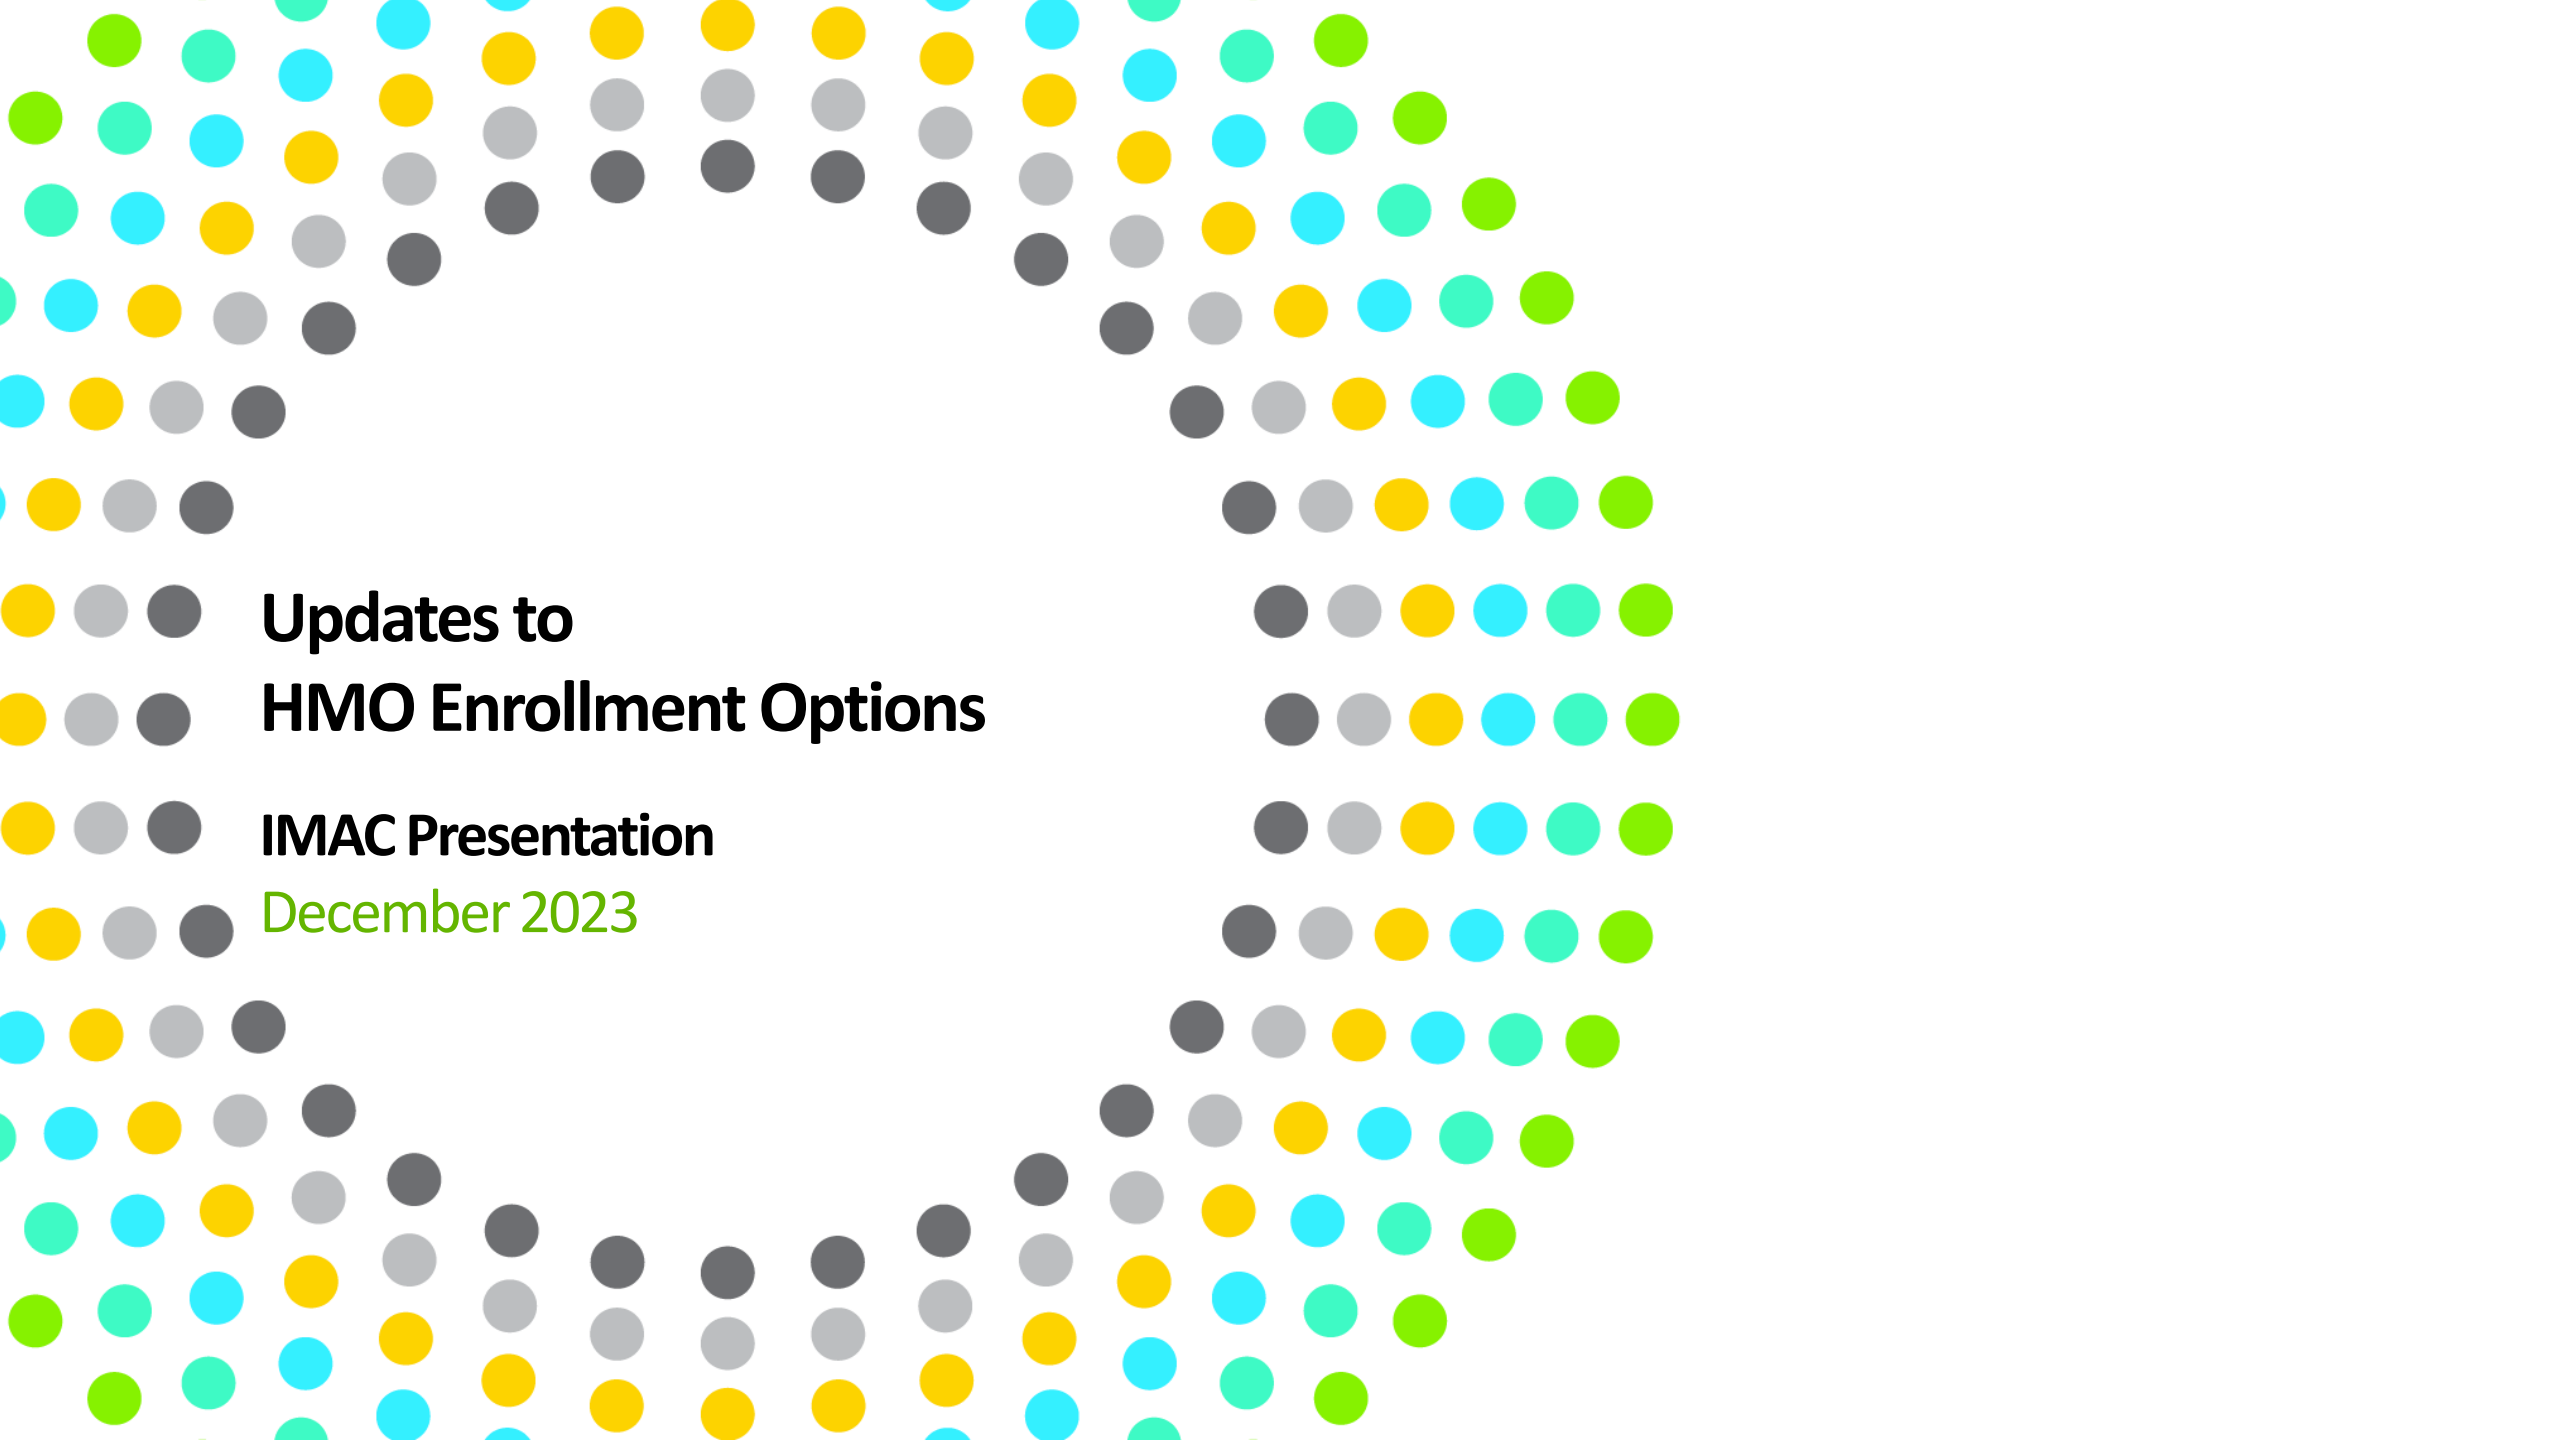 Updates to
HMO Enrollment Options
IMAC Presentation
December 2023